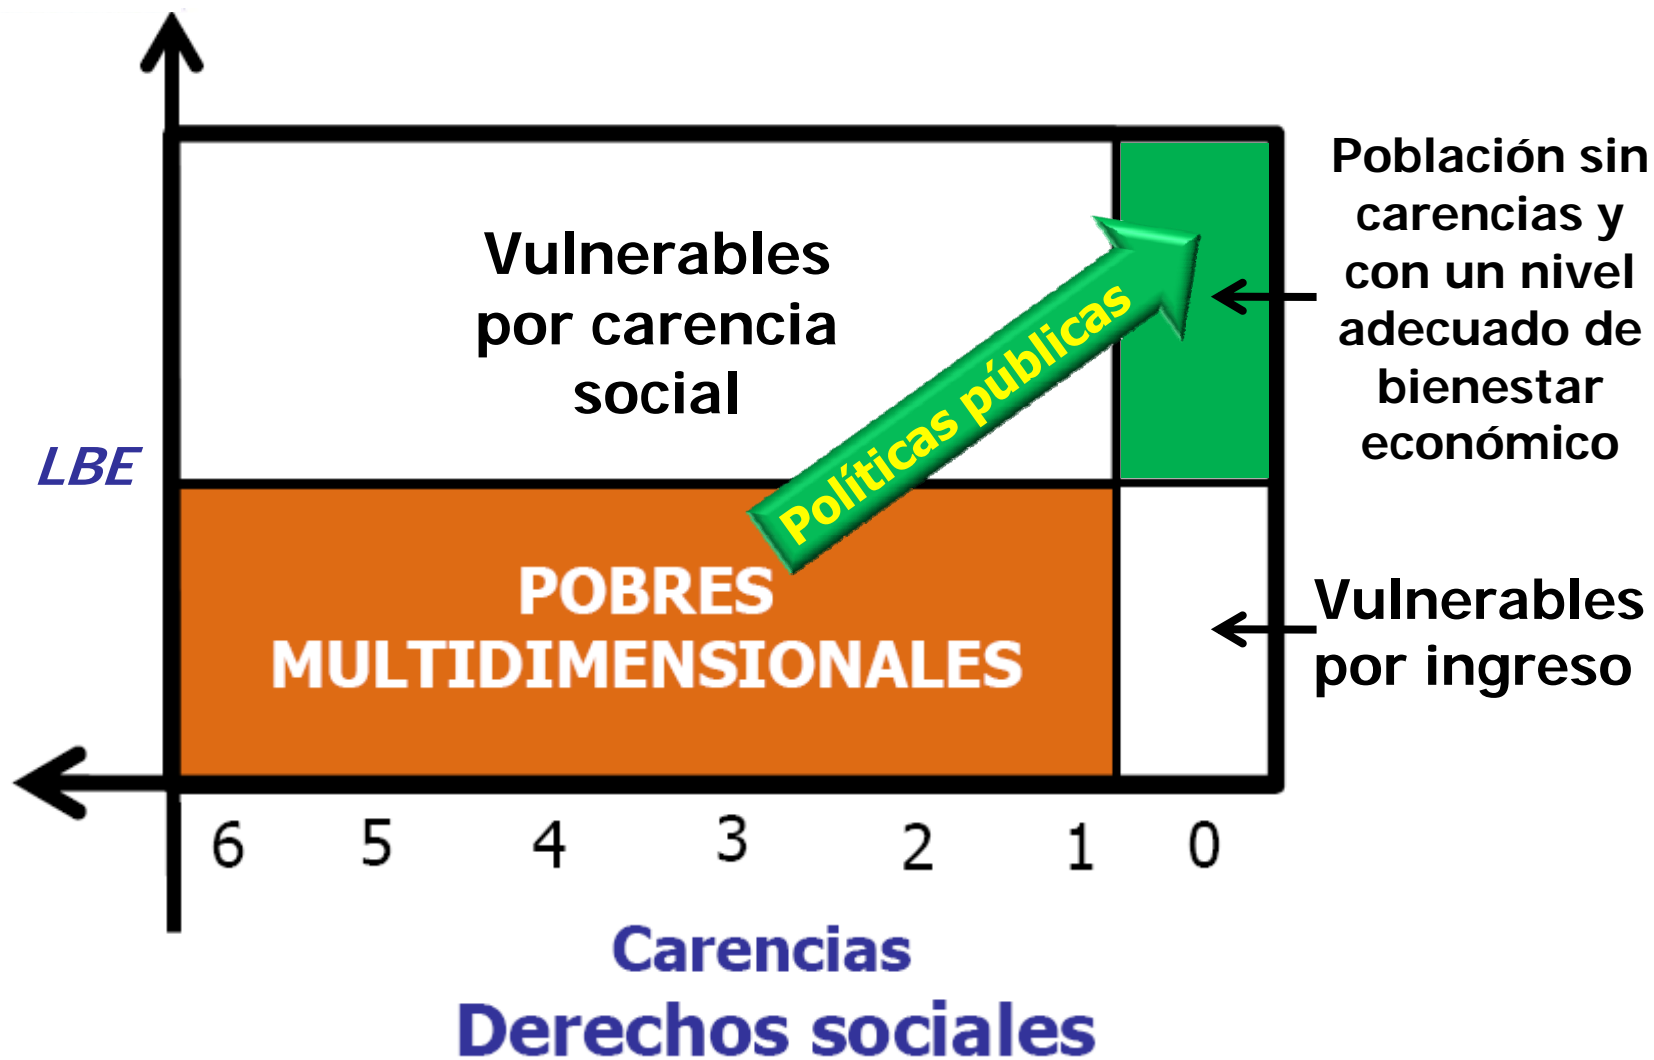 Vulnerables
por carencia
social
Población sin
carencias y
con un nivel
adecuado de
bienestar
económico
Políticas públicas
LBE
POBRES
MULTIDIMENSIONALES
Vulnerables
por ingreso
6 5 4 3 2 1 0
Carencias
Derechos sociales